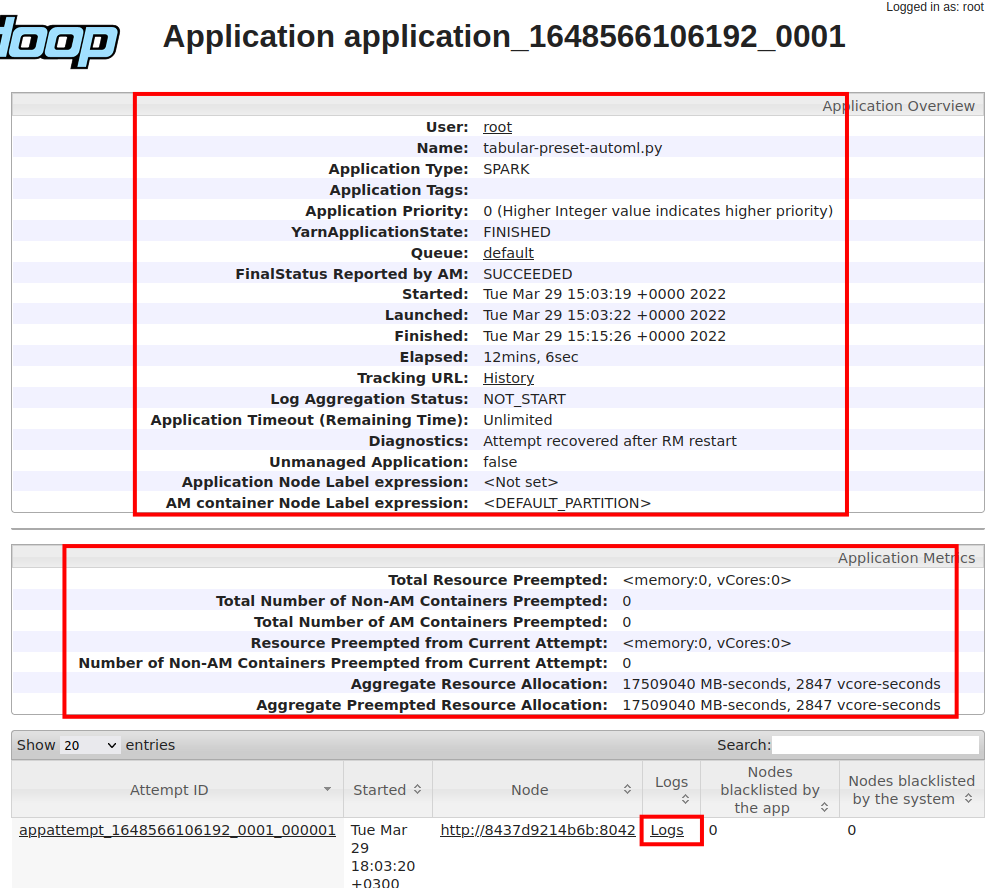 Logged in as: root
doop
Application application_1648566106192_0001
Application Overview
User: root
Name: tabular-preset-automl.py
Application Type: SPARK
Application Tags:
Application Priority: 0 (Higher Integer value indicates higher priority)
YarnApplicationState: FINISHED
Queue: default
FinalStatus Reported by AM: SUCCEEDED
Started: Tue Mar 29 15:03:19 +0000 2022
Launched: Tue Mar 29 15:03:22 +0000 2022
Finished: Tue Mar 29 15:15:26 +0000 2022
Elapsed: 12mins, 6sec
Tracking URL: History
Log Aggregation Status: NOT_START
Application Timeout (Remaining Time): Unlimited
Diagnostics: Attempt recovered after RM restart
Unmanaged Application: false
Application Node Label expression: <Not set>
AM container Node Label expression: <DEFAULT_PARTITION>
Application Metrics
Total Resource Preempted: <memory:0, vCores:0>
Total Number of Non-AM Containers Preempted: 0
Total Number of AM Containers Preempted: 0
Resource Preempted from Current Attempt: <memory:0, vCores:0>
Number of Non-AM Containers Preempted from Current Attempt: 0
Aggregate Resource Allocation: 17509040 MB-seconds, 2847 vcore-seconds
Aggregate Preempted Resource Allocation: 17509040 MB-seconds, 2847 vcore-seconds
Show 20 entries
Search:
Attempt ID
Started
Node
Logs
Nodes
blacklisted by
the app
Nodes blacklisted
by the system
appattempt_1648566106192_0001_000001
Tue Mar
29
18:03:20
+0300
http://8437d9214b6b:8042
Logs
0
0